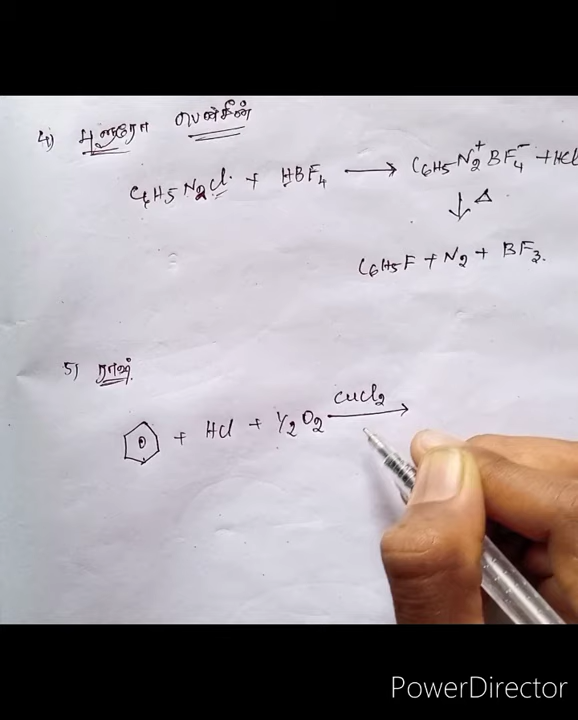 4) புளூரோ பென்சீன்
C6H5N2Cl + HBF4 ⟶ C6H5N2⁺BF4⁻ + HCl
↓ Δ
C6H5F + N2 + BF3.
5) ராஷ்
CuCl2
+ HCl + 1/2 O2 ⟶
PowerDirector